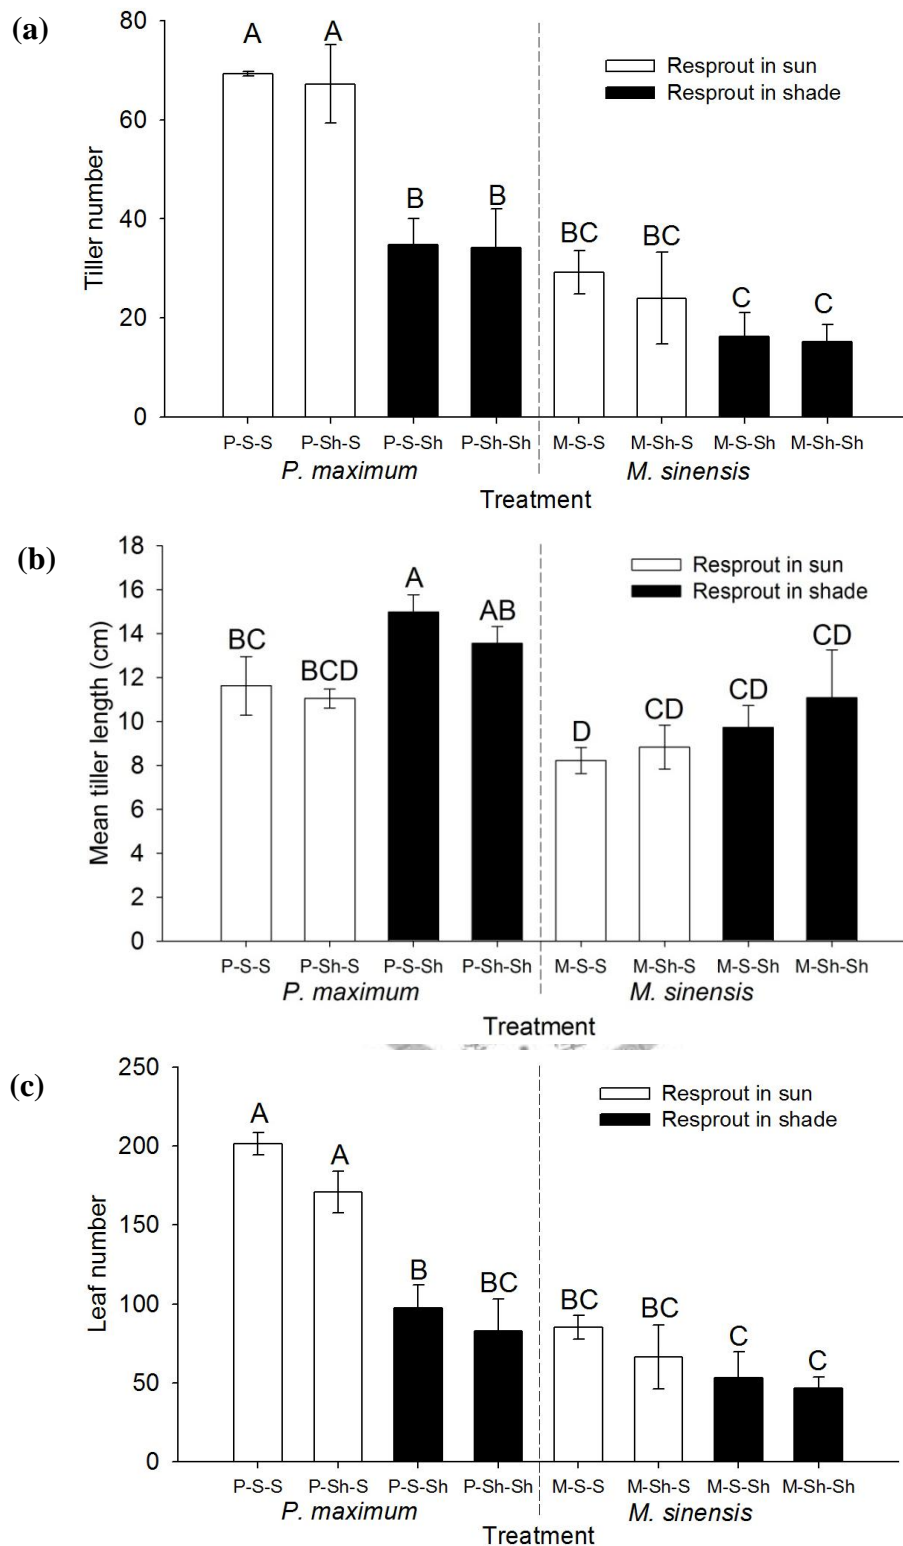 (a)
80
60
40
20
0
Tiller number
A A B B BC BC C C
Resprout in sun
Resprout in shade
P-S-S P-Sh-S P-S-Sh P-Sh-Sh M-S-S M-Sh-S M-S-Sh M-Sh-Sh
P. maximum M. sinensis
Treatment
(b)
18
16
14
12
10
8
6
4
2
0
Mean tiller length (cm)
BC BCD A AB D CD CD CD
Resprout in sun
Resprout in shade
P-S-S P-Sh-S P-S-Sh P-Sh-Sh M-S-S M-Sh-S M-S-Sh M-Sh-Sh
P. maximum M. sinensis
Treatment
(c)
250
200
150
100
50
0
Leaf number
A A B BC BC BC C C
Resprout in sun
Resprout in shade
P-S-S P-Sh-S P-S-Sh P-Sh-Sh M-S-S M-Sh-S M-S-Sh M-Sh-Sh
P. maximum M. sinensis
Treatment